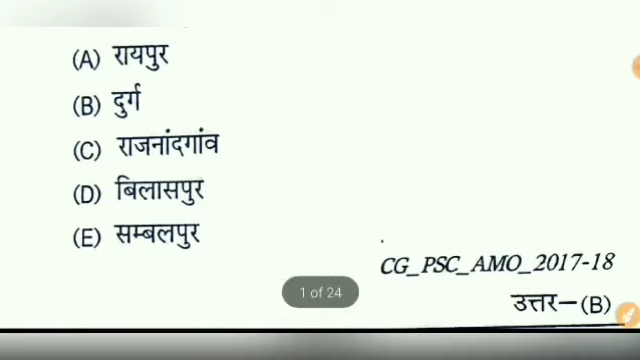 (A) रायपुर
(B) दुर्ग
(C) राजनांदगांव
(D) बिलासपुर
(E) सम्बलपुर
CG_PSC_AMO_2017-18
1 of 24
उत्तर–(B)